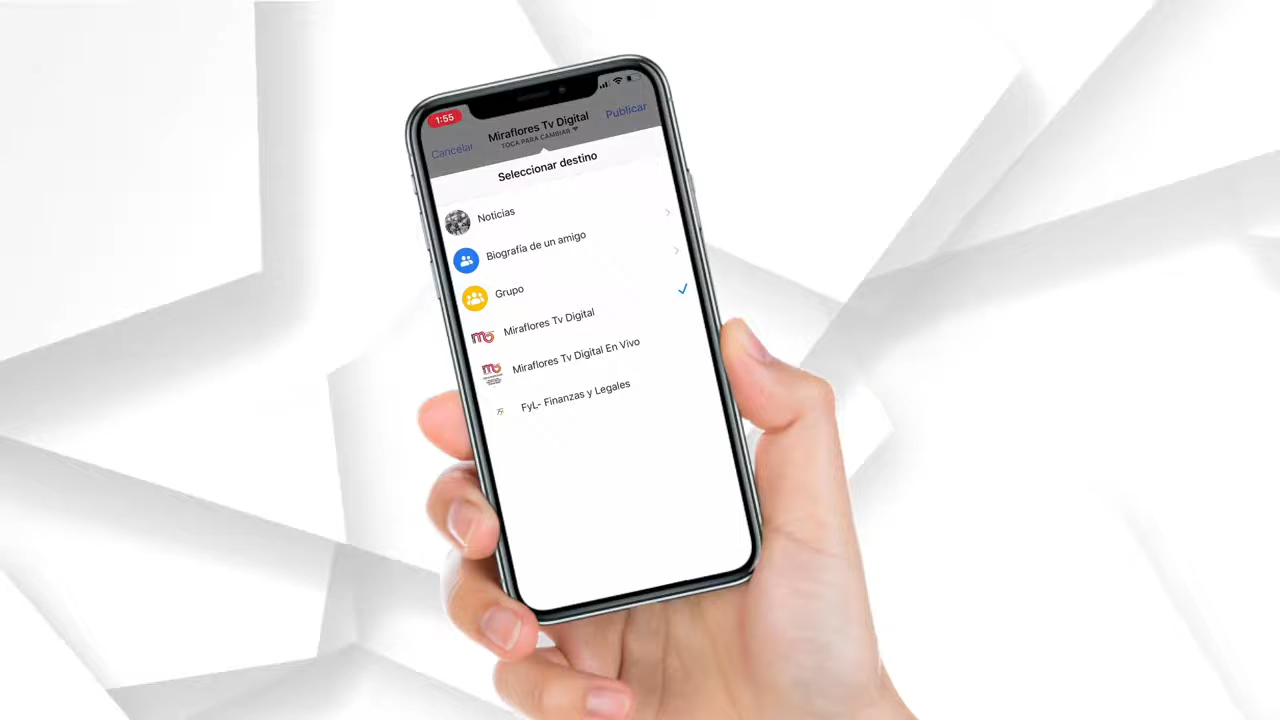 1:55
Cancelar
Miraflores Tv Digital
Publicar
TOCA PARA CAMBIAR
Seleccionar destino
Noticias
Biografía de un amigo
Grupo
Miraflores Tv Digital
Miraflores Tv Digital En Vivo
FyL- Finanzas y Legales